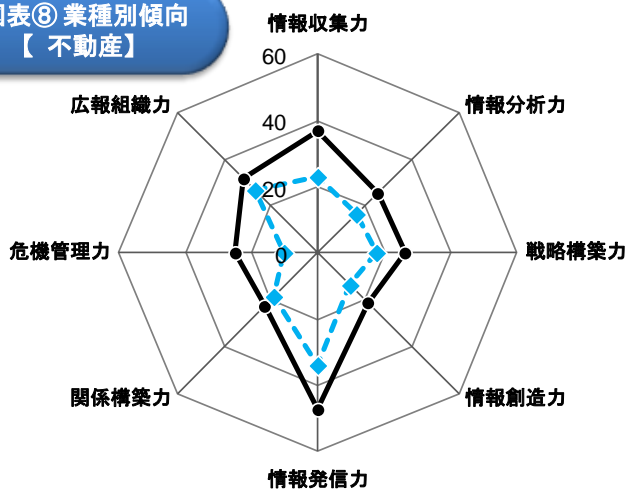 図表⑧ 業種別傾向
【 不動産】
情報収集力
60
広報組織力
情報分析力
40
20
危機管理力
0
戦略構築力
関係構築力
情報創造力
情報発信力